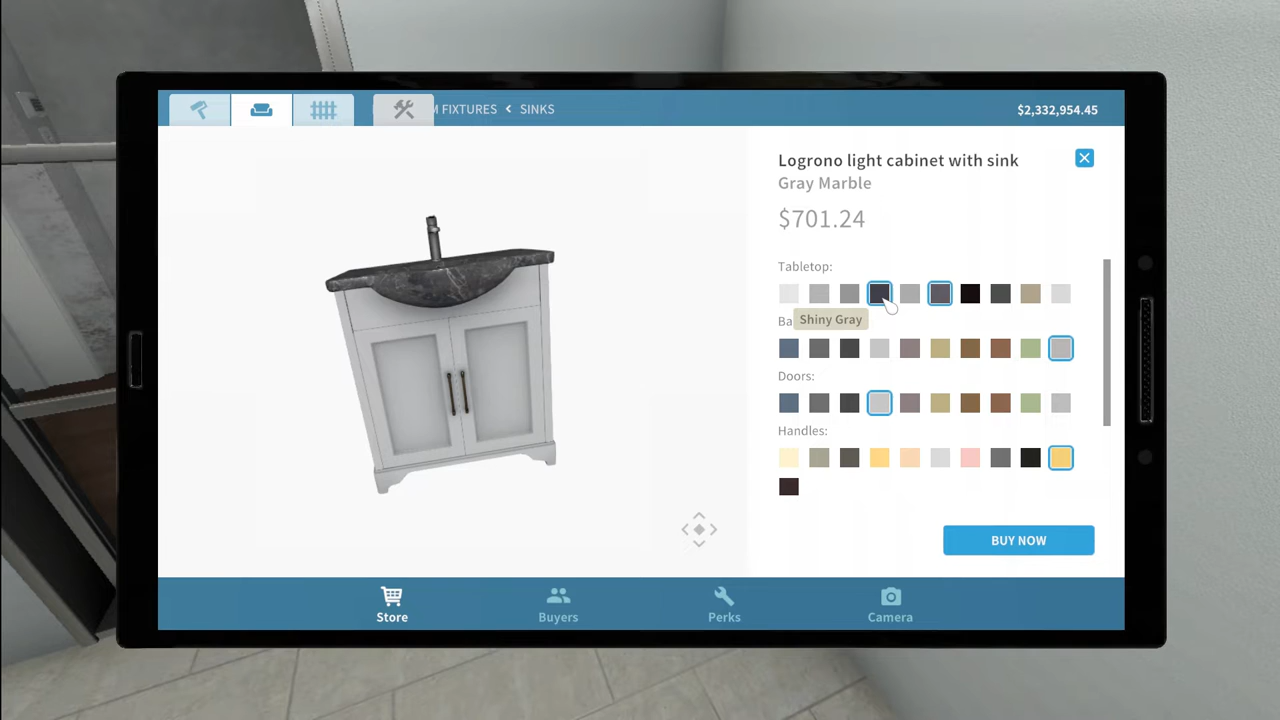 M FIXTURES < SINKS
$2,332,954.45
Logrono light cabinet with sink
Gray Marble
$701.24
Tabletop:
Shiny Gray
Ba
Doors:
Handles:
BUY NOW
Store
Buyers
Perks
Camera